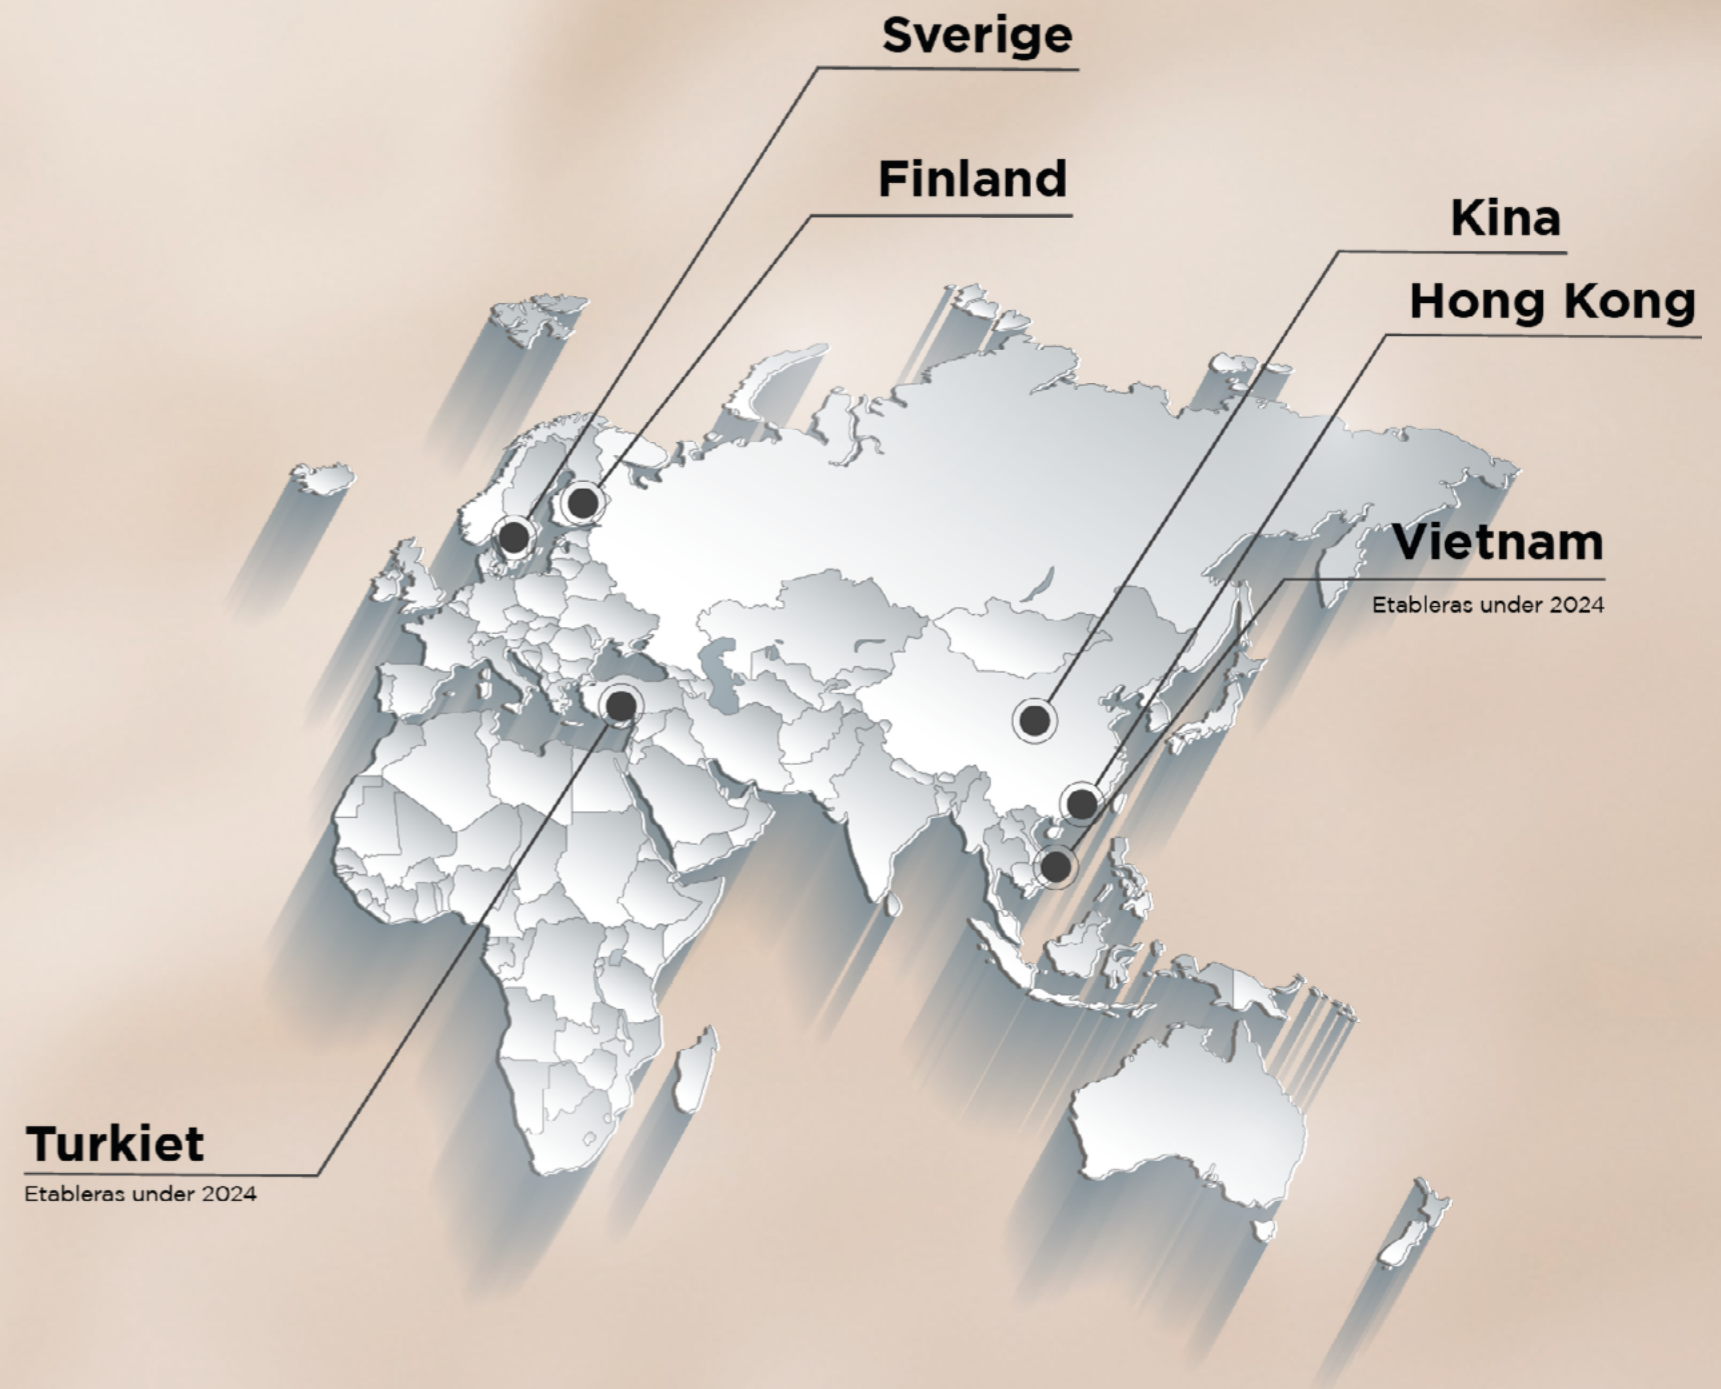 Sverige
Finland
Kina
Hong Kong
Vietnam
Etableras under 2024
Turkiet
Etableras under 2024